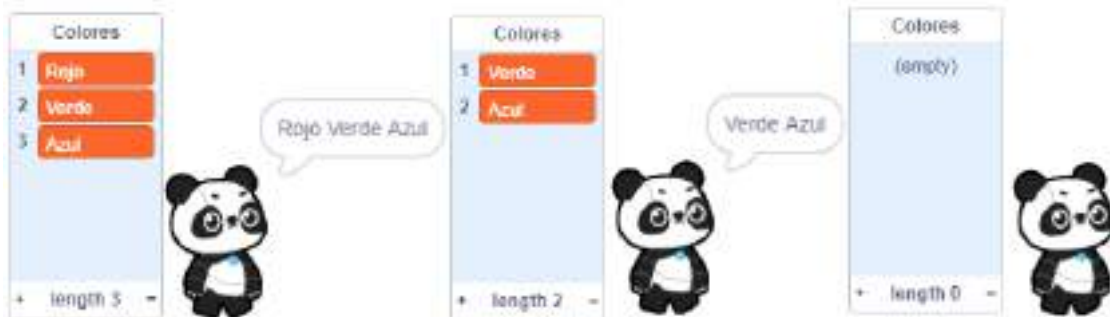 Colores
1 Rojo
2 Verde
3 Azul
+ length 3 =
Rojo Verde Azul
Colores
1 Verde
2 Azul
+ length 2 =
Verde Azul
Colores
(empty)
+ length 0 =